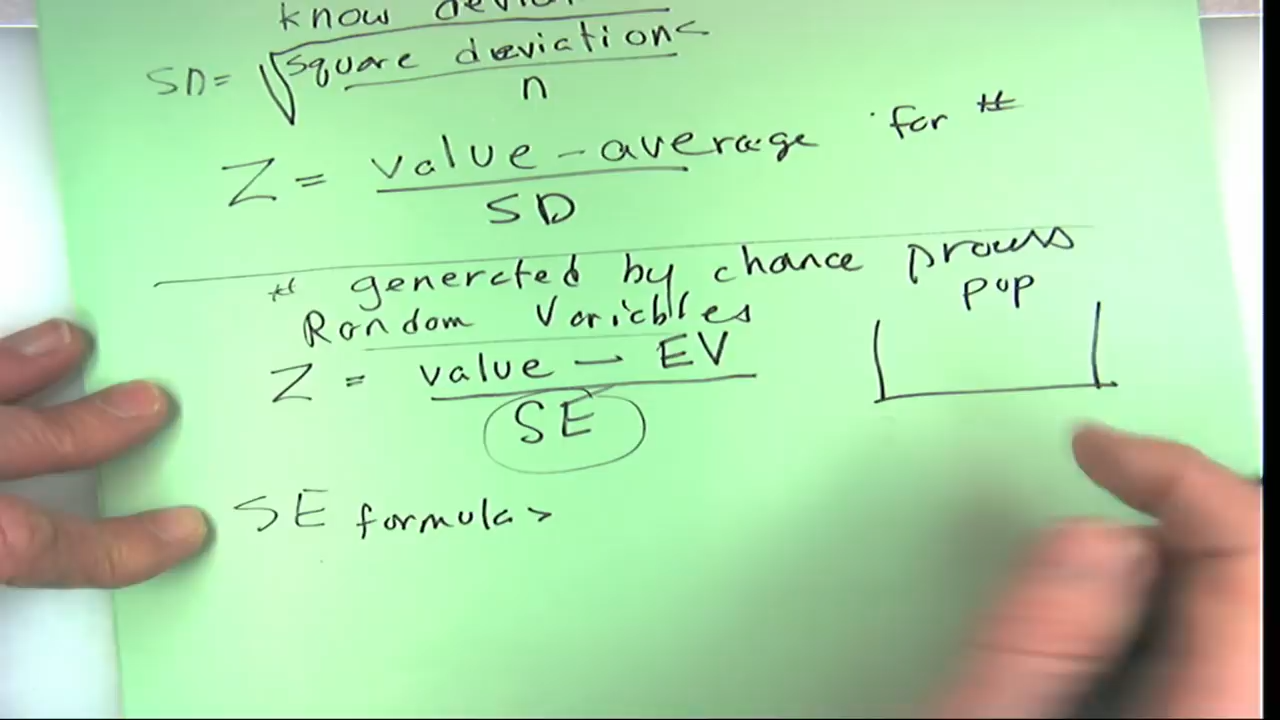 know
SD= √square deviations
n
Z = value - average for #
SD
# generated by chance process
Random Variables
pop
Z = value - EV
SE
SE formulas